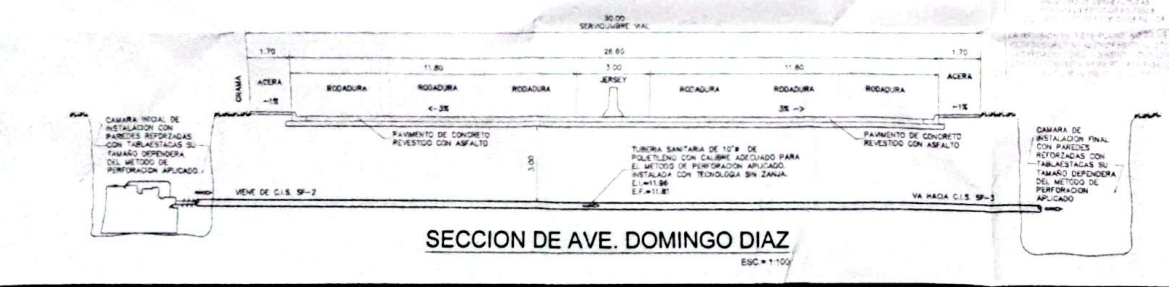 30.00
SERVIDUMBRE VIAL
1.70
26.60
1.70
11.80
3.00
11.80
GRAMA
ACERA
RODADURA
RODADURA
RODADURA
JERSEY
RODADURA
RODADURA
RODADURA
ACERA
←1%
<-3%
3% ->
←1%
CAMARA INICIAL DE
INSTALACION CON
PAREDES REFORZADAS
CON TABLAESTACAS SU
TAMAÑO DEPENDERA
DEL METODO DE
PERFORACION APLICADO
PAVIMENTO DE CONCRETO
REVESTIDO CON ASFALTO
3.00
TUBERIA SANITARIA DE 10"ø DE
POLIETILENO CON CALIBRE ADECUADO PARA
EL METODO DE PERFORACION APLICADO.
INSTALADA CON TECNOLOGIA SIN ZANJA.
E.I.=11.96
E.F.=11.81
PAVIMENTO DE CONCRETO
REVESTIDO CON ASFALTO
CAMARA DE
INSTALACION FINAL
CON PAREDES
REFORZADAS CON
TABLAESTACAS SU
TAMAÑO DEPENDERA
DEL METODO DE
PERFORACION
APLICADO
VIENE DE C.I.S. SF-2
VA HACIA C.I.S. SF-3
SECCION DE AVE. DOMINGO DIAZ
ESC = 1:100